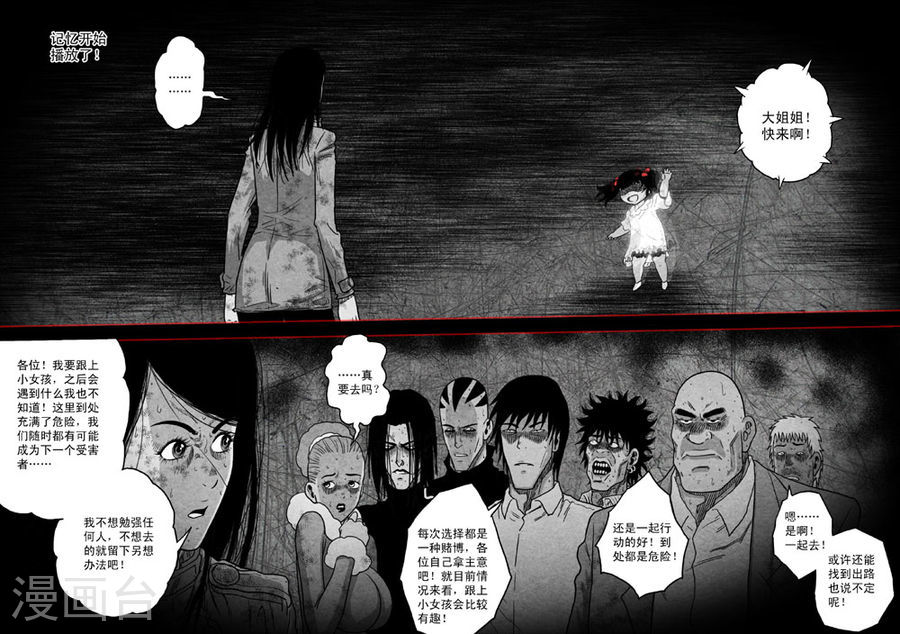 记忆开始
播放了!
……
……
大姐姐!
快来啊!
各位!我要跟上
小女孩,之后会
遇到什么我也不
知道!这里到处
充满了危险,我
们随时都有可能
成为下一个受害
者……
我不想勉强任
何人,不想去
的就留下另想
办法吧!
……真
要去吗?
每次选择都是
一种赌博,各
位自己拿主意
吧!就目前情
况来看,跟上
小女孩会比较
有趣!
还是一起行
动的好!到
处都是危险!
嗯……
是啊!
一起去!
或许还能
找到出路
也说不定
呢!
漫画台